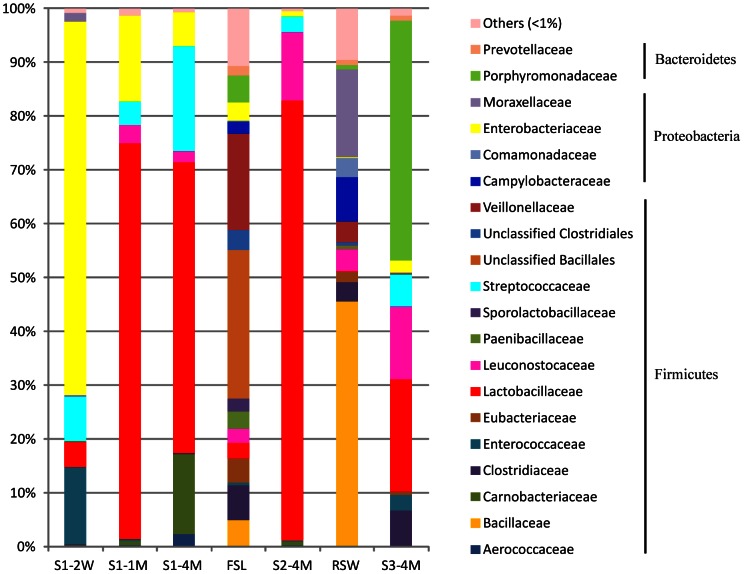 100%
90%
80%
70%
60%
50%
40%
30%
20%
10%
0%
S1-2W S1-1M S1-4M FSL S2-4M RSW S3-4M
Others (<1%)
Prevotellaceae
Porphyromonadaceae
Moraxellaceae
Enterobacteriaceae
Comamonadaceae
Campylobacteraceae
Veillonellaceae
Unclassified Clostridiales
Unclassified Bacillales
Streptococcaceae
Sporolactobacillaceae
Paenibacillaceae
Leuconostocaceae
Lactobacillaceae
Eubacteriaceae
Enterococcaceae
Clostridiaceae
Carnobacteriaceae
Bacillaceae
Aerococcaceae
Bacteroidetes
Proteobacteria
Firmicutes